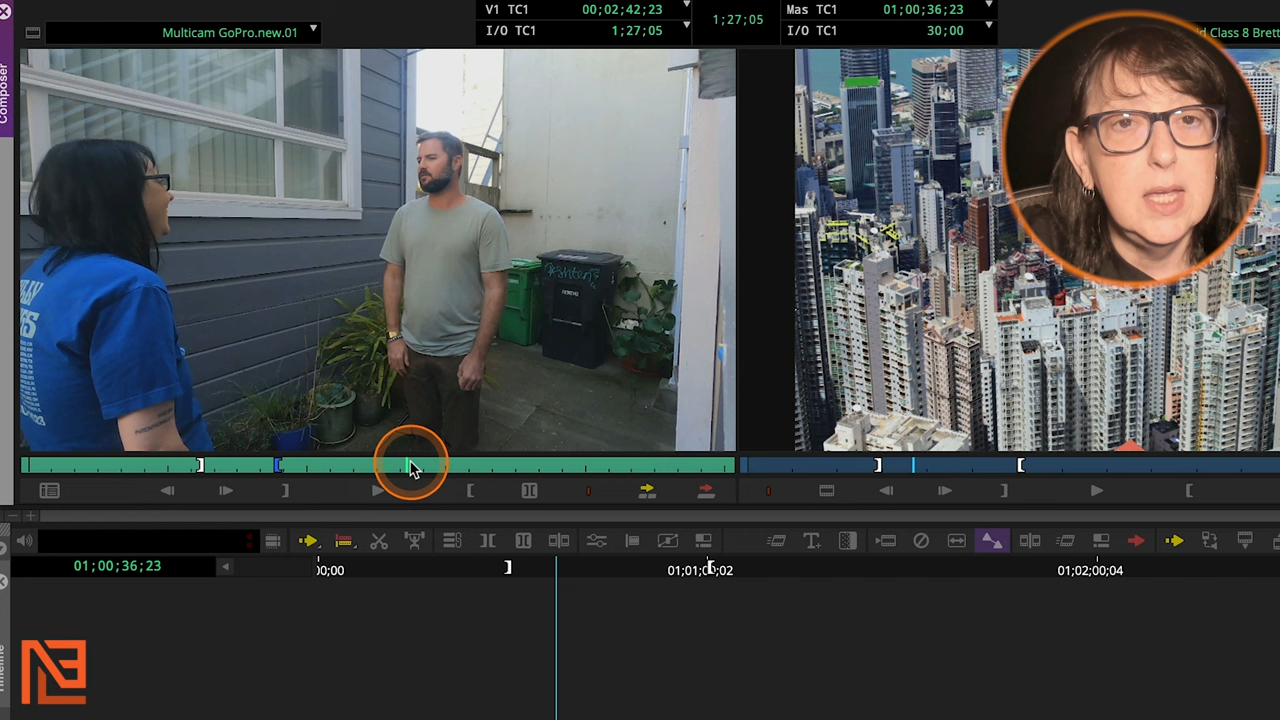 V1 TC1 00;02;42;23
I/O TC1 1;27;05
1;27;05
Mas TC1 01;00;36;23
I/O TC1 30;00
Multicam GoPro.new.01
d Class 8 Brett
Composer
01;00;36;23
00;00
01;01;0 ;02
01;02;00;04
Timeline